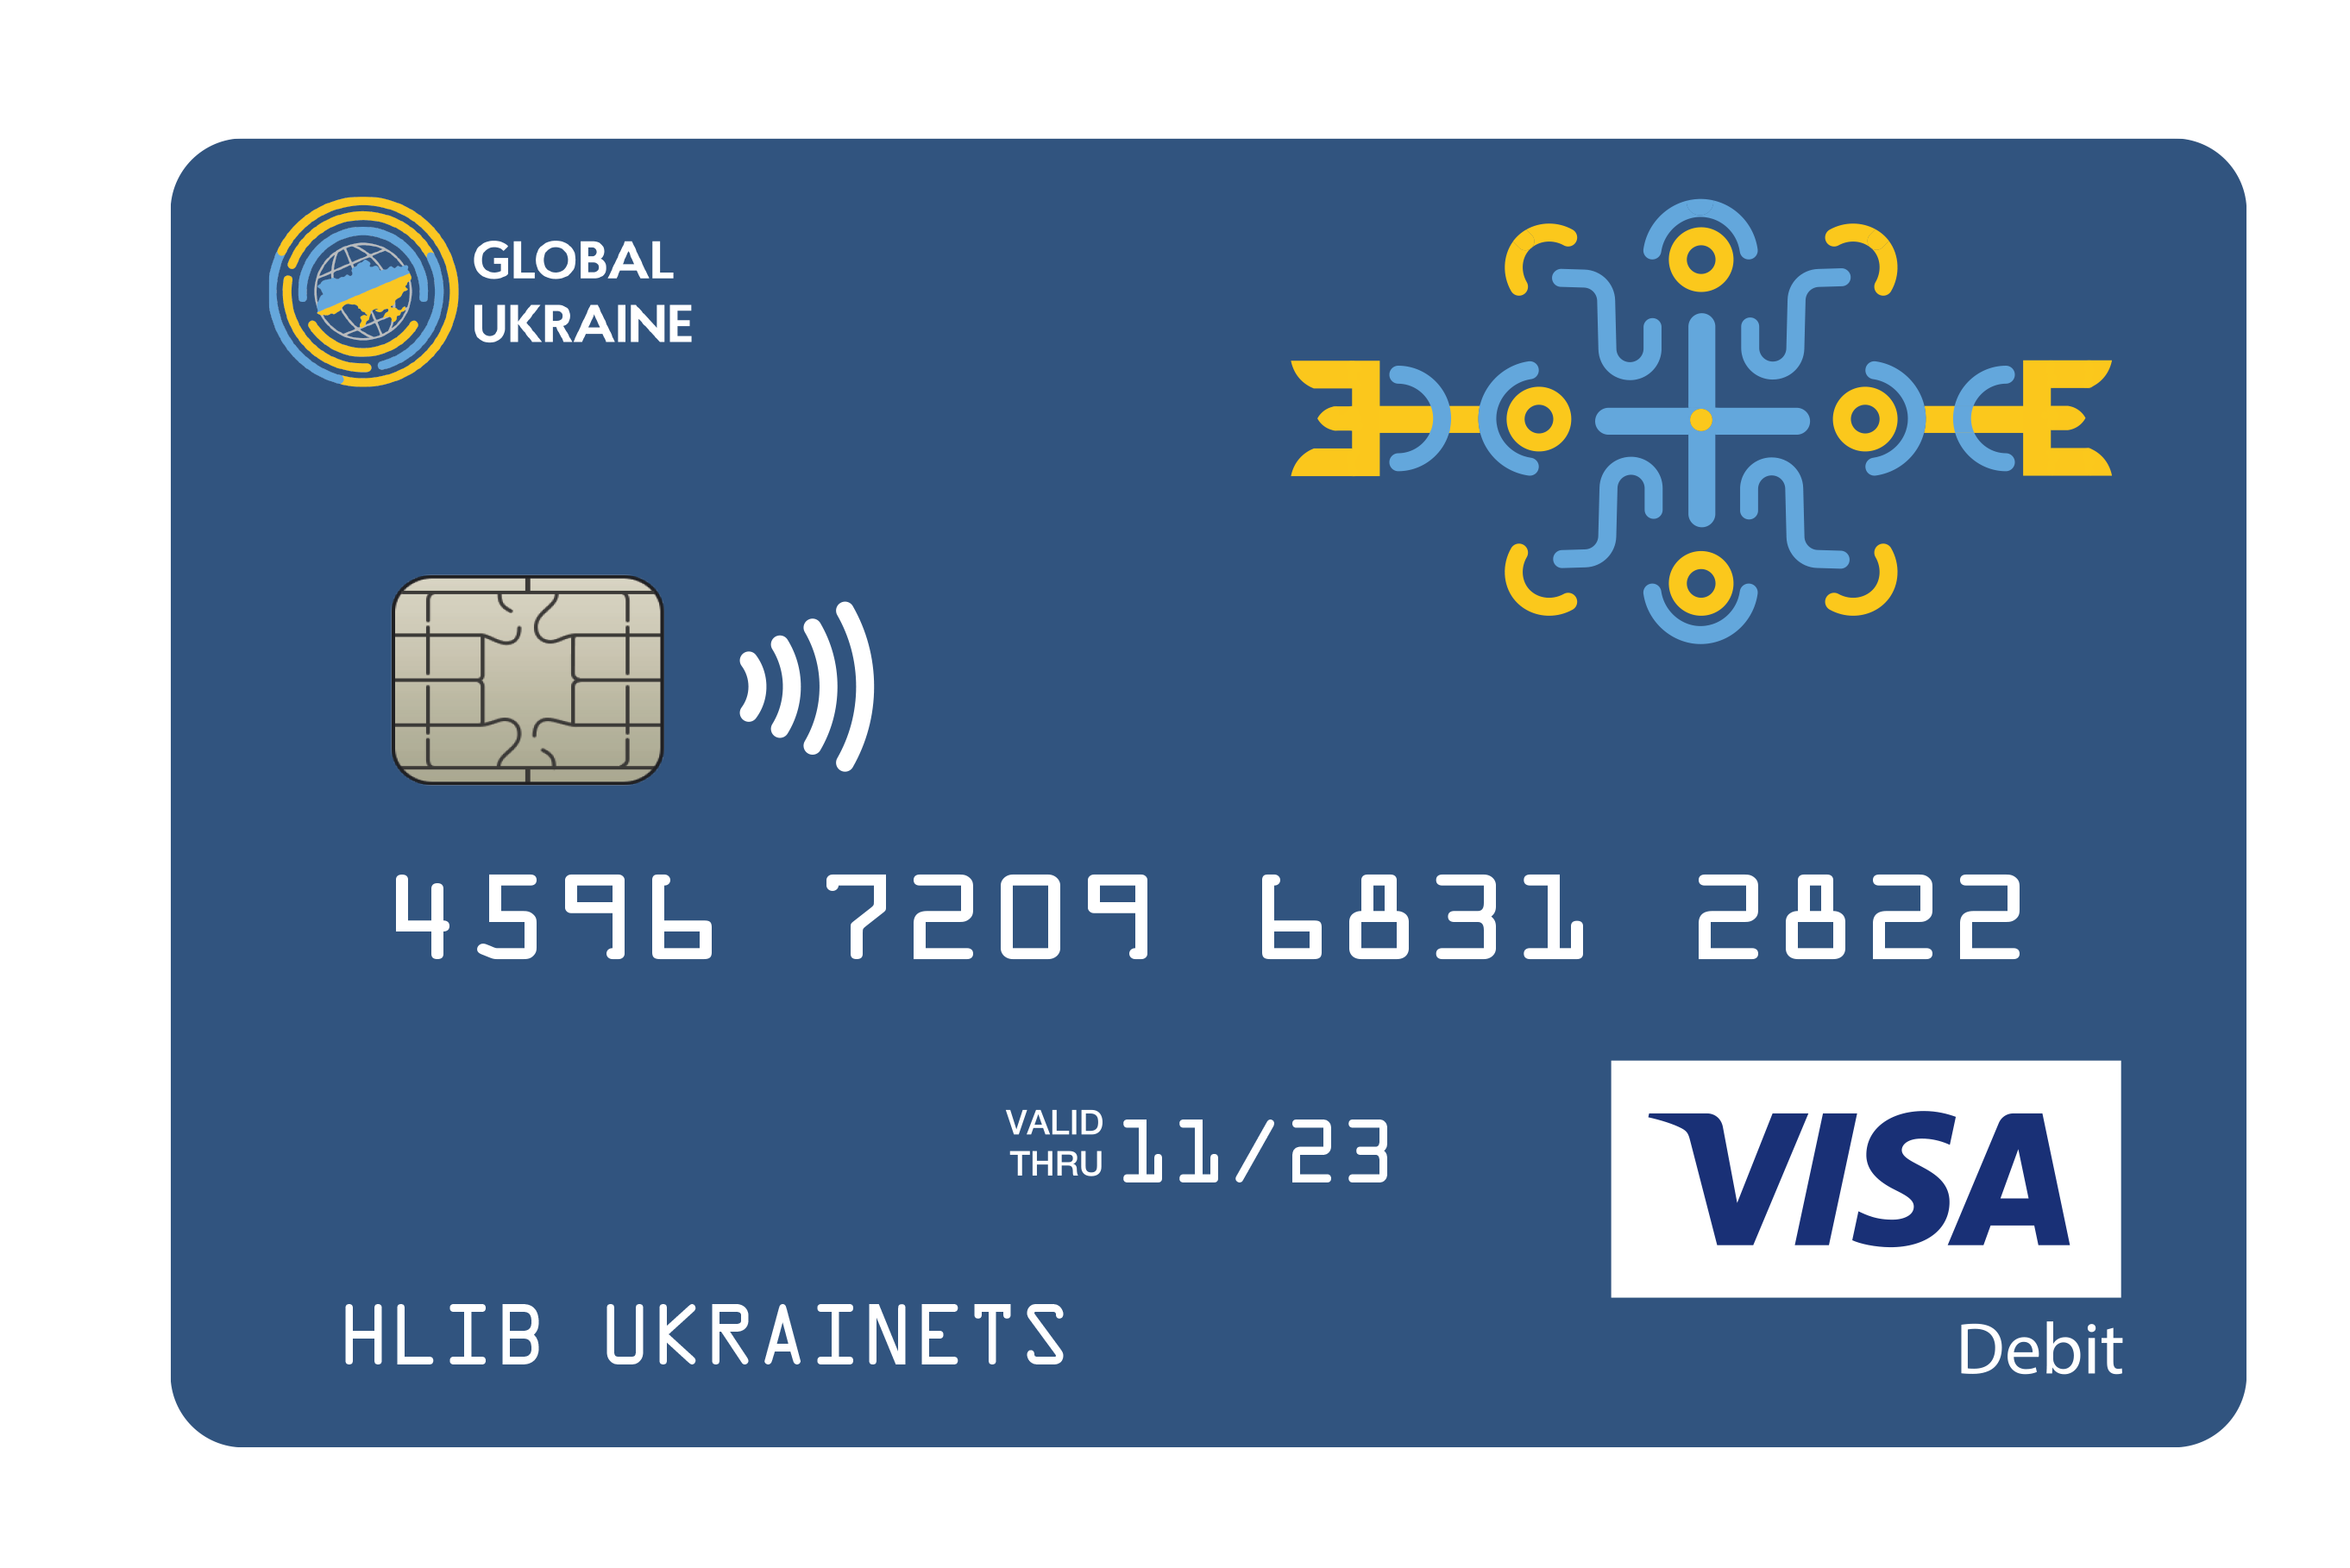 GLOBAL
UKRAINE
4596 7209 6831 2822
VALID
THRU 11/23
VISA
HLIB UKRAINETS
Debit